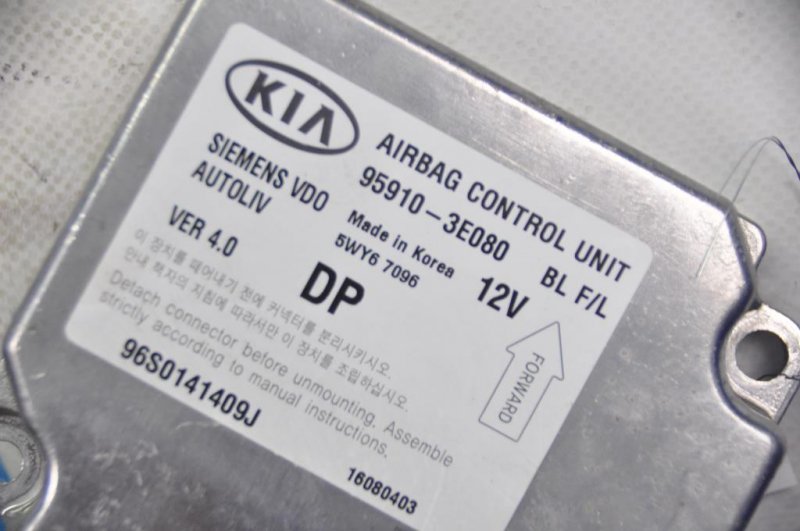 KIA
AIRBAG CONTROL UNIT
95910-3E080 BL F/L
SIEMENS VDO
AUTOLIV
Made in Korea
5WY6 7096
12V
VER 4.0
DP
FORWARD
이 장치를 떼어내기 전에 커넥터를 분리시키시오.
안내 책자의 지침에 따라서만 이 장치를 조립하십시오.
Detach connector before unmounting. Assemble
strictly according to manual instructions.
96S0141409J
16080403